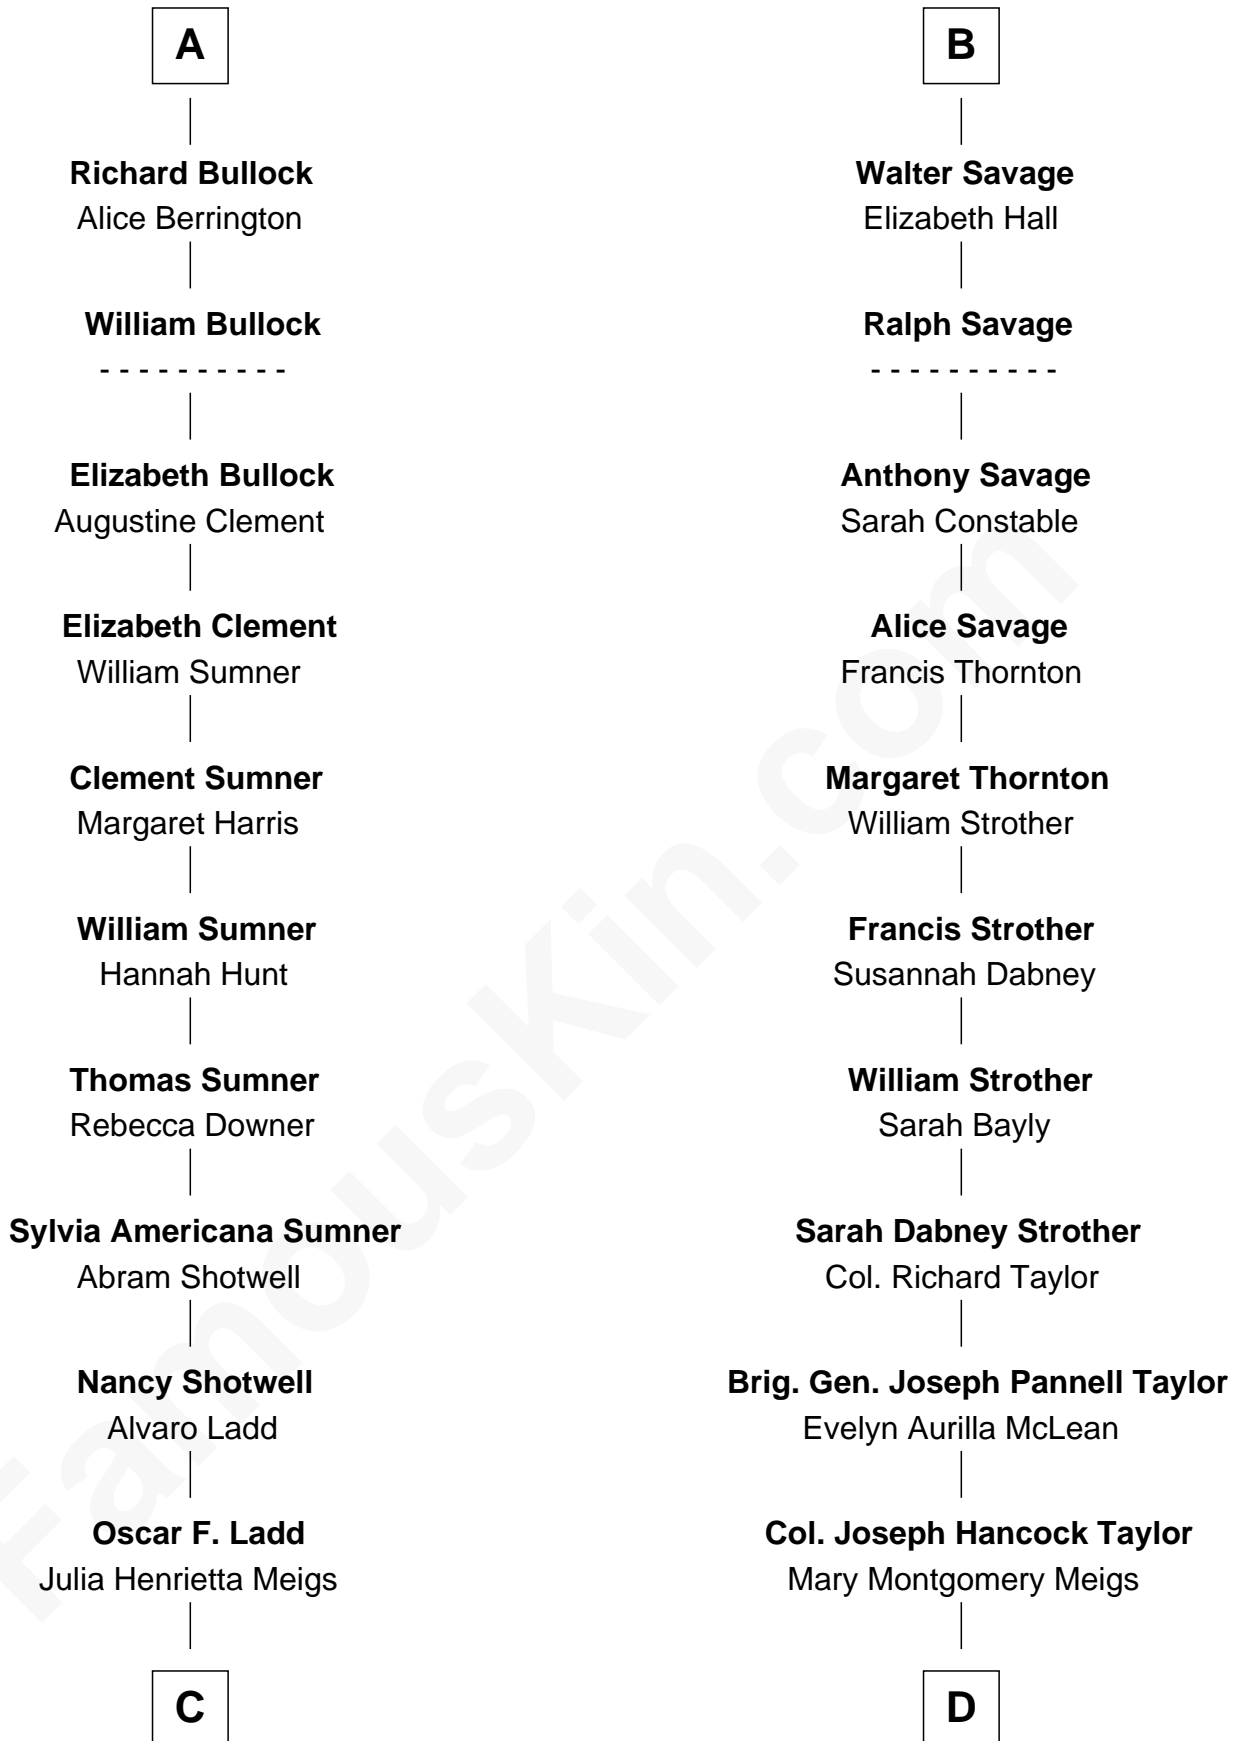 A
Richard Bullock
Alice Berrington
William Bullock
- - - - - - - - - -
Elizabeth Bullock
Augustine Clement
Elizabeth Clement
William Sumner
Clement Sumner
Margaret Harris
William Sumner
Hannah Hunt
Thomas Sumner
Rebecca Downer
Sylvia Americana Sumner
Abram Shotwell
Nancy Shotwell
Alvaro Ladd
Oscar F. Ladd
Julia Henrietta Meigs
C
B
Walter Savage
Elizabeth Hall
Ralph Savage
- - - - - - - - - -
Anthony Savage
Sarah Constable
Alice Savage
Francis Thornton
Margaret Thornton
William Strother
Francis Strother
Susannah Dabney
William Strother
Sarah Bayly
Sarah Dabney Strother
Col. Richard Taylor
Brig. Gen. Joseph Pannell Taylor
Evelyn Aurilla McLean
Col. Joseph Hancock Taylor
Mary Montgomery Meigs
D
FamousKin.com